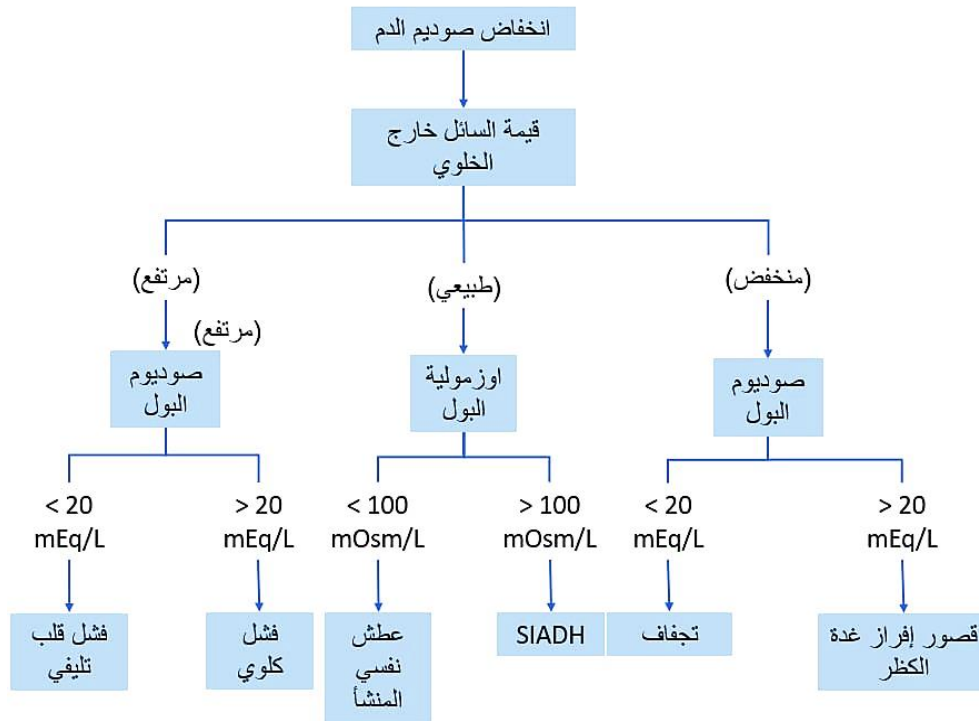 انخفاض صوديم الدم
قيمة السائل خارج
الخلوي
(منخفض)
(طبيعي)
(مرتفع)
(مرتفع)
صوديوم
البول
اوزمولية
البول
صوديوم
البول
> 20
mEq/L
< 20
mEq/L
> 100
mOsm/L
< 100
mOsm/L
> 20
mEq/L
< 20
mEq/L
قصور إفراز غدة
الكظر
تجفاف
SIADH
عطش
نفسي
المنشأ
فشل
كلوي
فشل قلب
تليفي